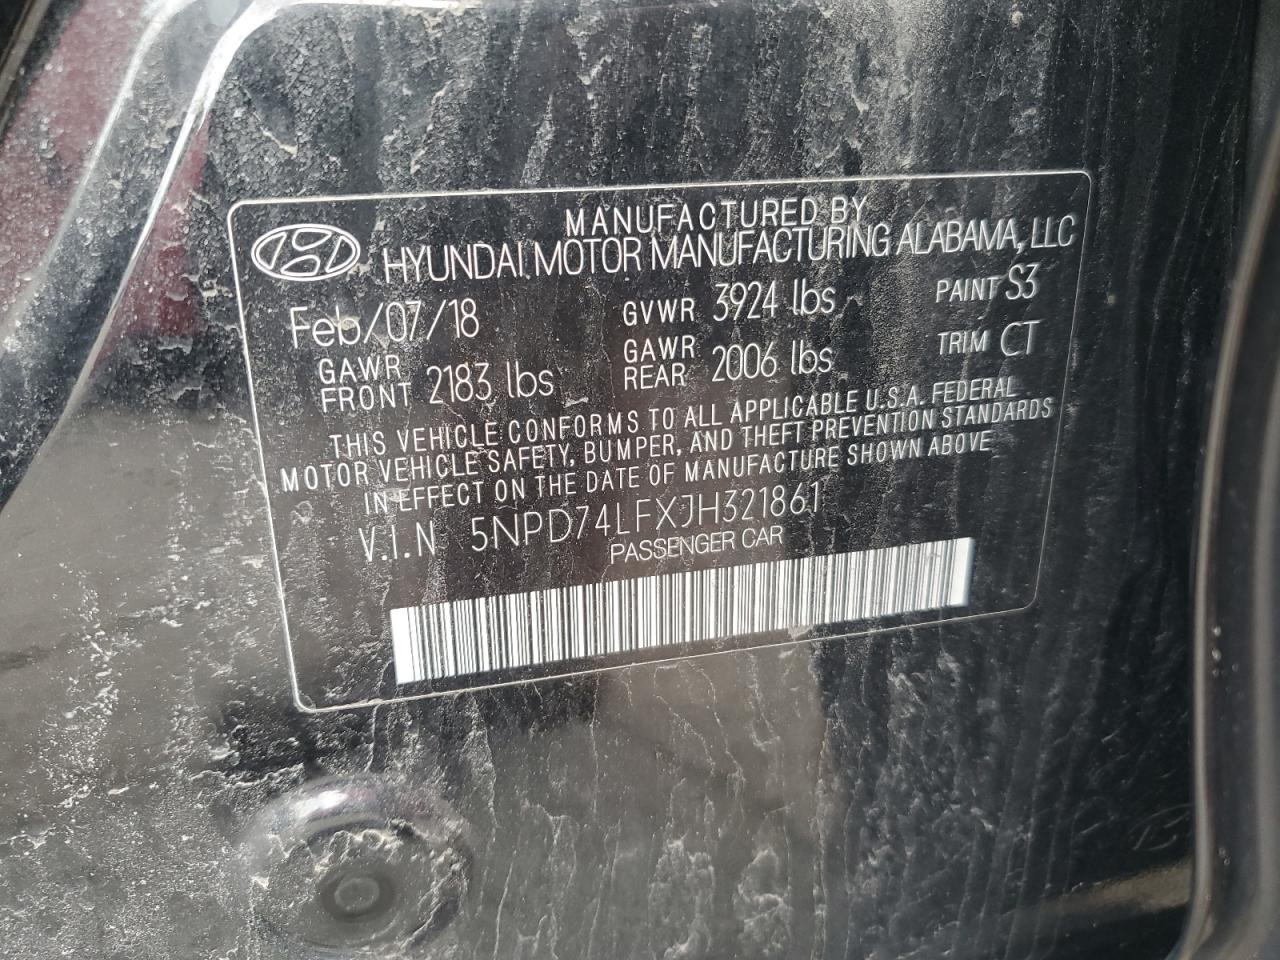 MANUFACTURED BY
HYUNDAI MOTOR MANUFACTURING ALABAMA, LLC
Feb/07/18 GVWR 3924 lbs PAINT S3
GAWR FRONT 2183 lbs GAWR REAR 2006 lbs TRIM CT
THIS VEHICLE CONFORMS TO ALL APPLICABLE U.S.A. FEDERAL
MOTOR VEHICLE SAFETY, BUMPER, AND THEFT PREVENTION STANDARDS
IN EFFECT ON THE DATE OF MANUFACTURE SHOWN ABOVE
V.I.N 5NPD74LFXJH321861
PASSENGER CAR